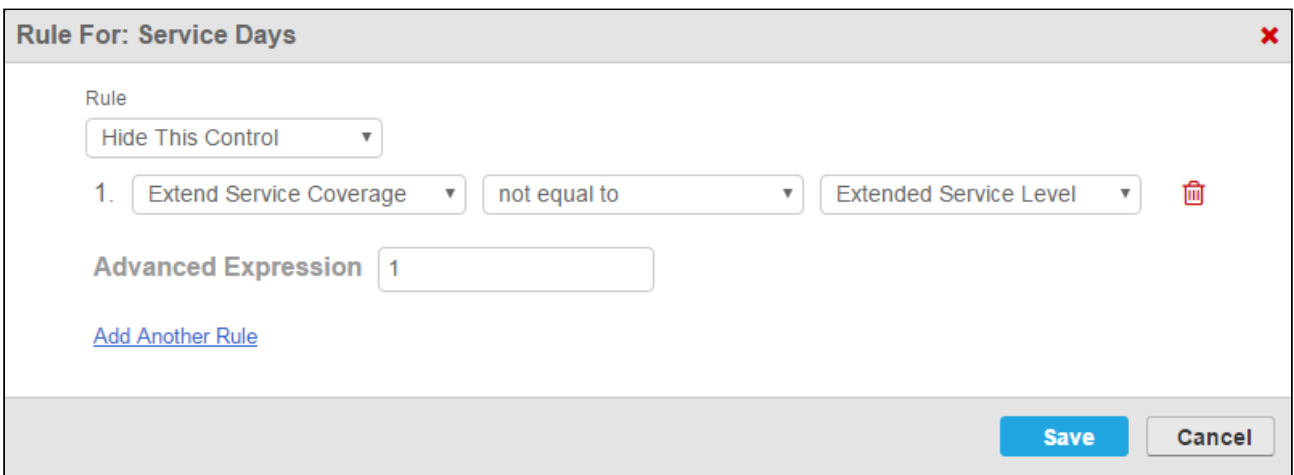 Rule For: Service Days
Rule
Hide This Control
1. Extend Service Coverage not equal to Extended Service Level
Advanced Expression 1
Add Another Rule
Save Cancel